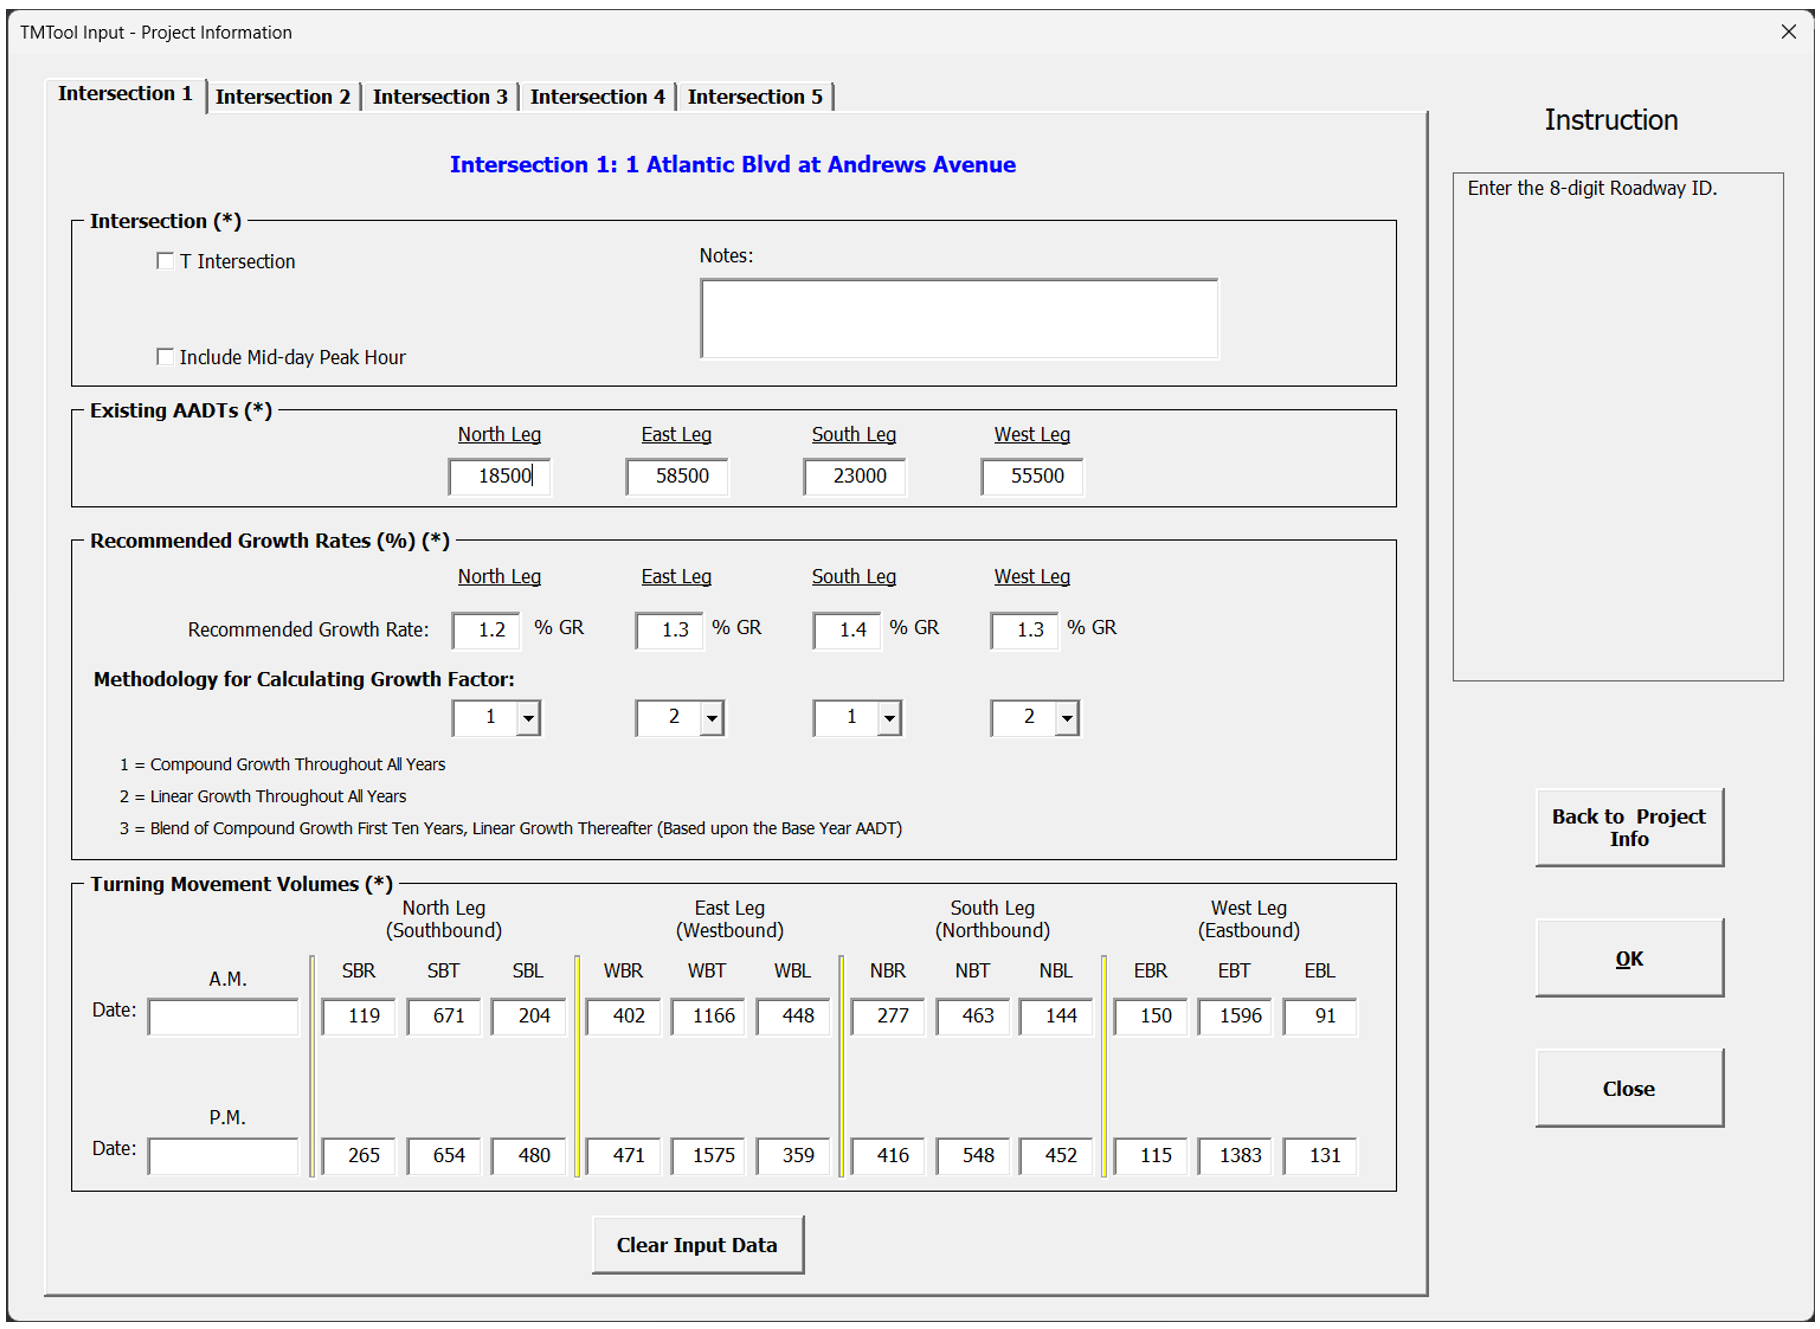 TMTool Input - Project Information
Intersection 1 Intersection 2 Intersection 3 Intersection 4 Intersection 5
Intersection 1: 1 Atlantic Blvd at Andrews Avenue
Intersection (*)
T Intersection
Notes:
Include Mid-day Peak Hour
Existing AADTs (*)
North Leg East Leg South Leg West Leg
18500 58500 23000 55500
Recommended Growth Rates (%) (*)
North Leg East Leg South Leg West Leg
Recommended Growth Rate: 1.2 % GR 1.3 % GR 1.4 % GR 1.3 % GR
Methodology for Calculating Growth Factor:
1 2 1 2
1 = Compound Growth Throughout All Years
2 = Linear Growth Throughout All Years
3 = Blend of Compound Growth First Ten Years, Linear Growth Thereafter (Based upon the Base Year AADT)
Turning Movement Volumes (*)
North Leg East Leg South Leg West Leg
(Southbound) (Westbound) (Northbound) (Eastbound)
A.M. SBR SBT SBL WBR WBT WBL NBR NBT NBL EBR EBT EBL
Date: 119 671 204 402 1166 448 277 463 144 150 1596 91
P.M.
Date: 265 654 480 471 1575 359 416 548 452 115 1383 131
Clear Input Data
Instruction
Enter the 8-digit Roadway ID.
Back to Project
Info
OK
Close